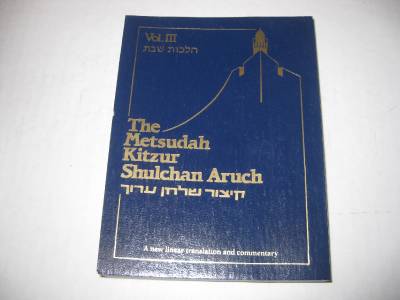 Vol. III
הלכות שבת
The
Metsudah
Kitzur
Shulchan Aruch
קיצור שלחן ערוך
A new linear translation and commentary